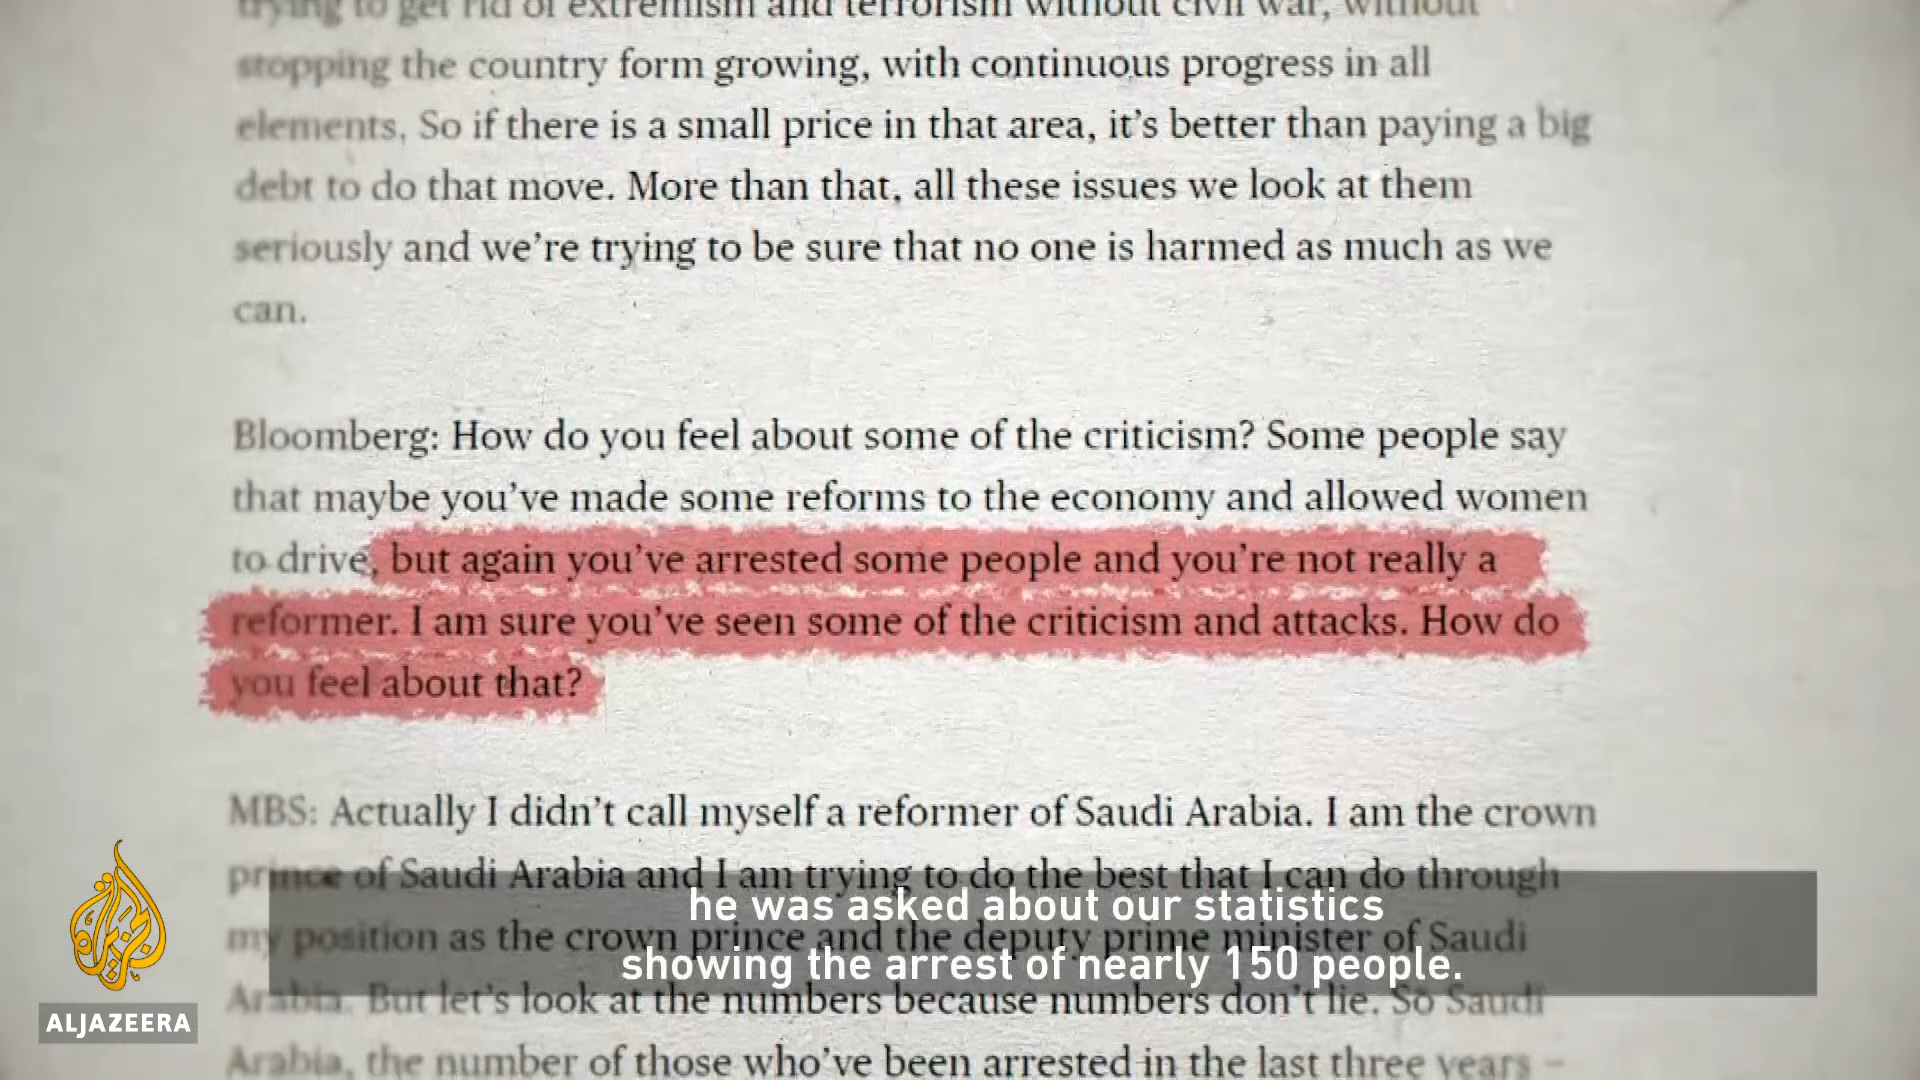 trying to get rid of extremism and terrorism without civil war, without
stopping the country form growing, with continuous progress in all
elements. So if there is a small price in that area, it's better than paying a big
debt to do that move. More than that, all these issues we look at them
seriously and we're trying to be sure that no one is harmed as much as we
can.
Bloomberg: How do you feel about some of the criticism? Some people say
that maybe you've made some reforms to the economy and allowed women
to drive, but again you've arrested some people and you're not really a
reformer. I am sure you've seen some of the criticism and attacks. How do
you feel about that?
MBS: Actually I didn't call myself a reformer of Saudi Arabia. I am the crown
prince of Saudi Arabia and I am trying to do the best that I can do through
my position as the crown prince and the deputy prime minister of Saudi
Arabia. But let's look at the numbers because numbers don't lie. So Saudi
Arabia, the number of those who've been arrested in the last three years –
he was asked about our statistics
showing the arrest of nearly 150 people.
الجزيرة
ALJAZEERA